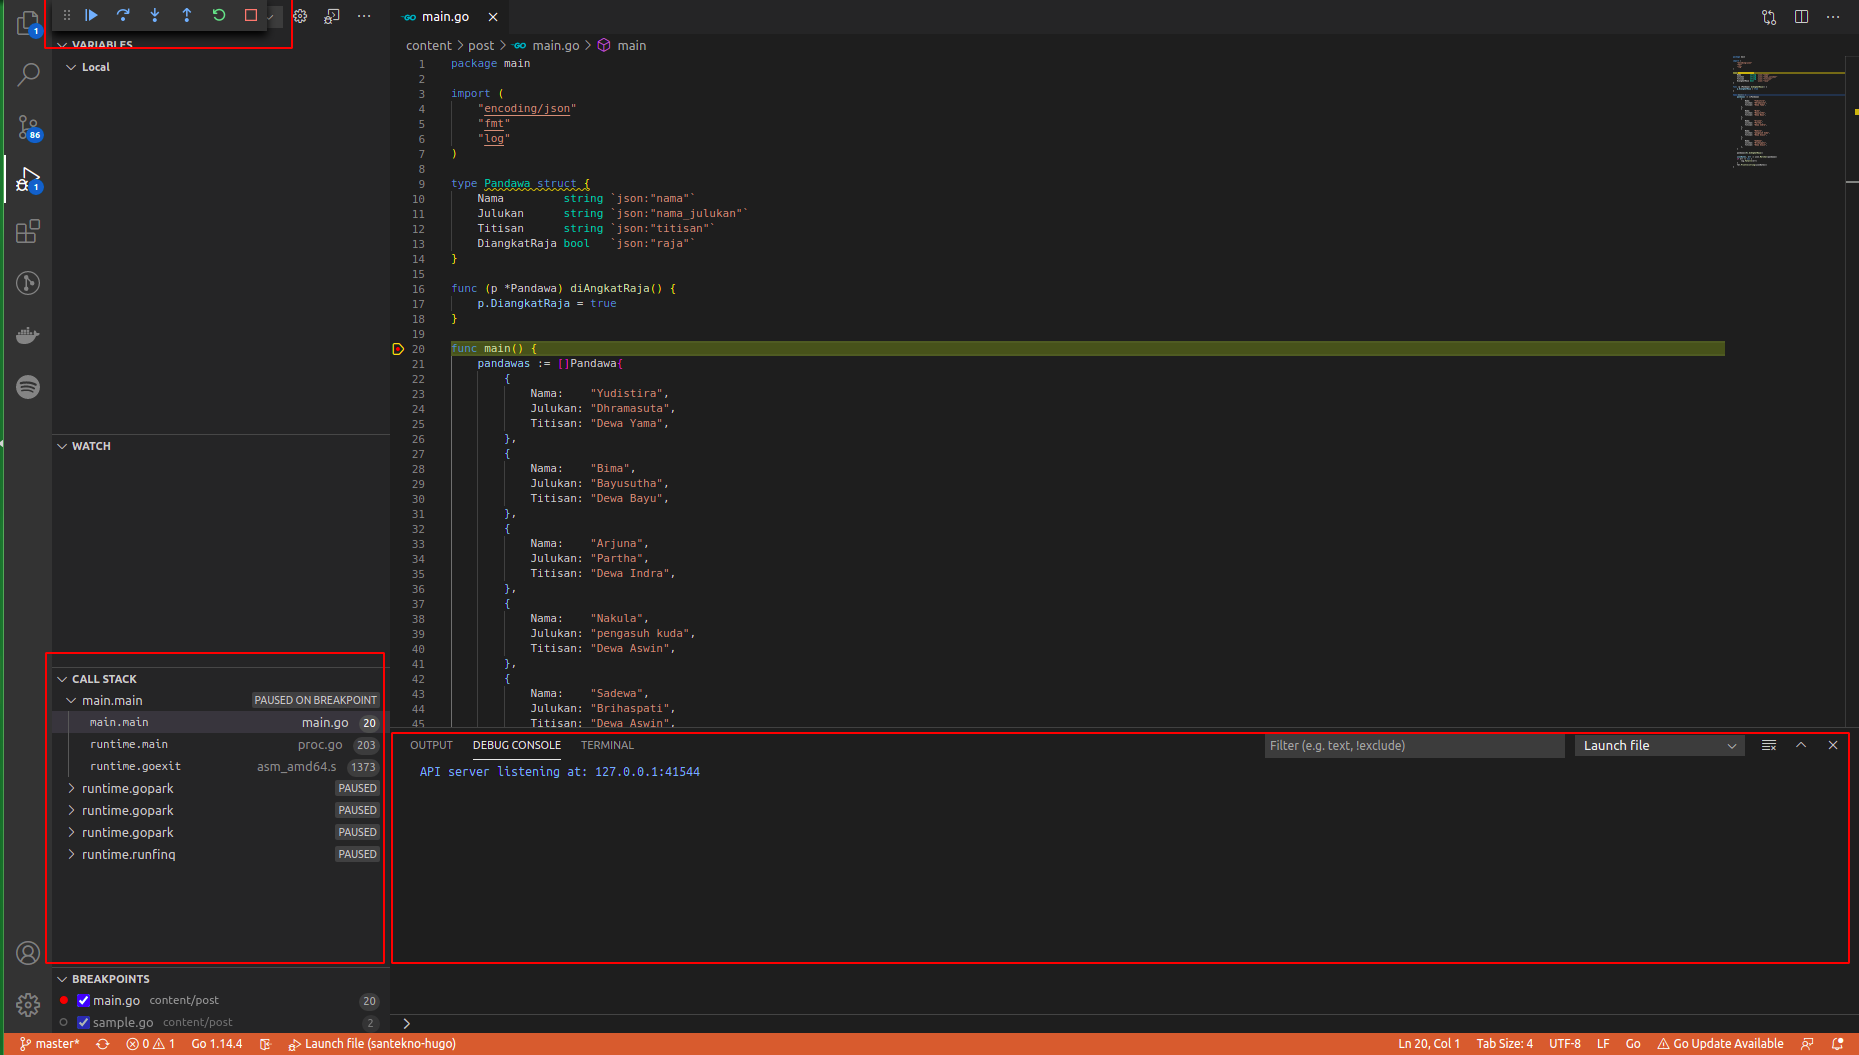 1
86
1
VARIABLES
Local
WATCH
CALL STACK
main.main PAUSED ON BREAKPOINT
main.main main.go 20
runtime.main proc.go 203
runtime.goexit asm_amd64.s 1373
runtime.gopark PAUSED
runtime.gopark PAUSED
runtime.gopark PAUSED
runtime.runfinq PAUSED
BREAKPOINTS
main.go content/post 20
sample.go content/post 2
GO main.go
content > post > GO main.go > main
1 package main
2
3 import (
4 "encoding/json"
5 "fmt"
6 "log"
7 )
8
9 type Pandawa struct {
10 Nama string `json:"nama"`
11 Julukan string `json:"nama_julukan"`
12 Titisan string `json:"titisan"`
13 DiangkatRaja bool `json:"raja"`
14 }
15
16 func (p *Pandawa) diAngkatRaja() {
17 p.DiangkatRaja = true
18 }
19
20 func main() {
21 pandawas := []Pandawa{
22 {
23 Nama: "Yudistira",
24 Julukan: "Dhramasuta",
25 Titisan: "Dewa Yama",
26 },
27 {
28 Nama: "Bima",
29 Julukan: "Bayusutha",
30 Titisan: "Dewa Bayu",
31 },
32 {
33 Nama: "Arjuna",
34 Julukan: "Partha",
35 Titisan: "Dewa Indra",
36 },
37 {
38 Nama: "Nakula",
39 Julukan: "pengasuh kuda",
40 Titisan: "Dewa Aswin",
41 },
42 {
43 Nama: "Sadewa",
44 Julukan: "Brihaspati",
45 Titisan: "Dewa Aswin",
OUTPUT DEBUG CONSOLE TERMINAL Filter (e.g. text, !exclude) Launch file
API server listening at: 127.0.0.1:41544
master* 0 1 Go 1.14.4 Launch file (santekno-hugo) Ln 20, Col 1 Tab Size: 4 UTF-8 LF Go Go Update Available